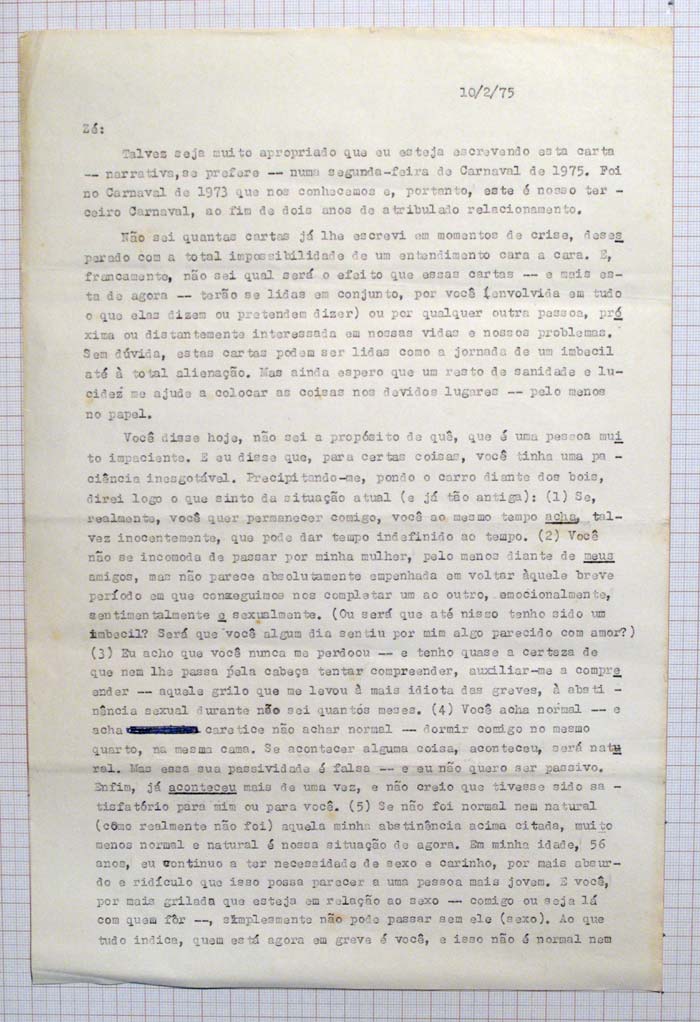 10/2/75
Zé:
Talvez seja muito apropriado que eu esteja escrevendo esta carta
-- narrativa,se prefere -- numa segunda-feira de Carnaval de 1975. Foi
no Carnaval de 1973 que nos conhecemos e, portanto, este é nosso ter -
ceiro Carnaval, ao fim de dois anos de atribulado relacionamento.
Não sei quantas cartas já lhe escrevi em momentos de crise, deses
perado com a total impossibilidade de um entendimento cara a cara. E,
francamente, não sei qual será o efeito que essas cartas -- e mais es-
ta de agora -- terão se lidas em conjunto, por você (envolvida em tudo
o que elas dizem ou pretendem dizer) ou por qualquer outra pessoa, pró
xima ou distantemente interessada em nossas vidas e nossos problemas.
Sem dúvida, estas cartas podem ser lidas como a jornada de um imbecil
até à total alienação. Mas ainda espero que um resto de sanidade e lu-
cidez me ajude a colocar as coisas nos devidos lugares -- pelo menos
no papel.
Você disse hoje, não sei a propósito de quê, que é uma pessoa mui
to impaciente. E eu disse que, para certas coisas, você tinha uma pa -
ciência inesgotável. Precipitando-me, pondo o carro diante dos bois,
direi logo o que sinto da situação atual (e já tão antiga): (1) Se,
realmente, você quer permanecer comigo, você ao mesmo tempo acha, tal-
vez inocentemente, que pode dar tempo indefinido ao tempo. (2) Você
não se incomoda de passar por minha mulher, pelo menos diante de meus
amigos, mas não parece absolutamente empenhada em voltar àquele breve
período em que conseguimos nos completar um ao outro, emocionalmente,
sentimentalmente e sexualmente. (Ou será que até nisso tenho sido um
imbecil? Será que você algum dia sentiu por mim algo parecido com amor?)
(3) Eu acho que você nunca me perdoou -- e tenho quase a certeza de
que nem lhe passa pela cabeça tentar compreender, auxiliar-me a compre
ender -- aquele grilo que me levou à mais idiota das greves, à absti -
nência sexual durante não sei quantos meses. (4) Você acha normal -- e
acha caretice não achar normal -- dormir comigo no mesmo
quarto, na mesma cama. Se acontecer alguma coisa, aconteceu, será natu
ral. Mas essa sua passividade é falsa -- e eu não quero ser passivo.
Enfim, já aconteceu mais de uma vez, e não creio que tivesse sido sa -
tisfatório para mim ou para você. (5) Se não foi normal nem natural
(como realmente não foi) aquela minha abstinência acima citada, muito
menos normal e natural é nossa situação de agora. Em minha idade, 56
anos, eu continuo a ter necessidade de sexo e carinho, por mais absur-
do e ridículo que isso possa parecer a uma pessoa mais jovem. E você,
por mais grilada que esteja em relação ao sexo -- comigo ou seja lá
com quem fôr --, simplesmente não pode passar sem ele (sexo). Ao que
tudo indica, quem está agora em greve é você, e isso não é normal nem